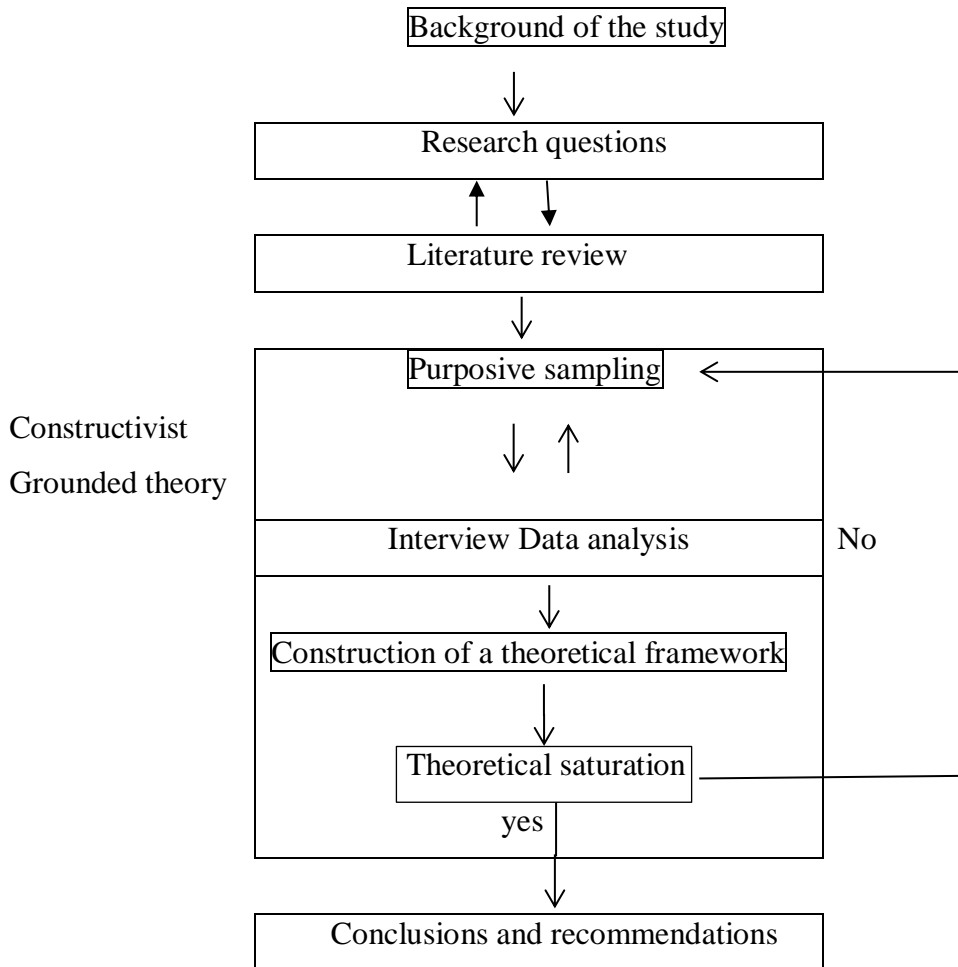 Background of the study
Research questions
Literature review
Purposive sampling
Constructivist
Grounded theory
Interview Data analysis
No
Construction of a theoretical framework
Theoretical saturation
yes
Conclusions and recommendations